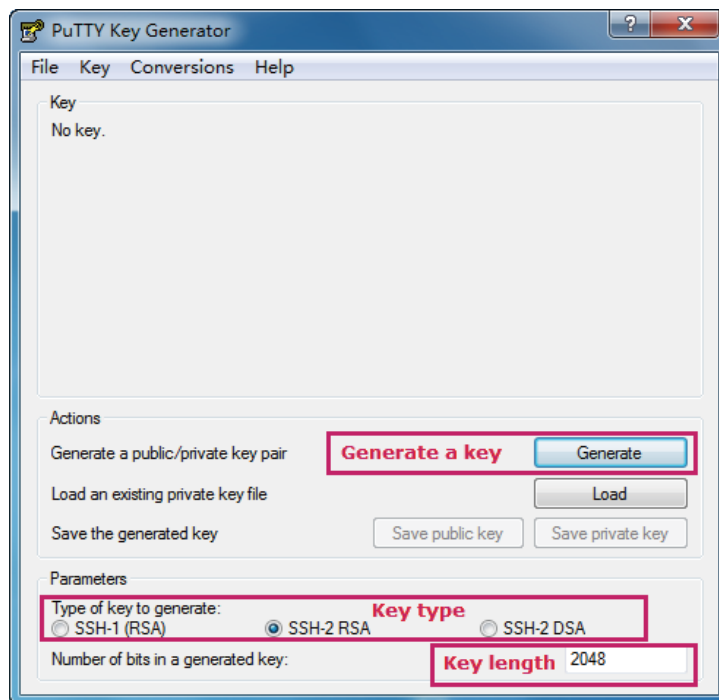 PuTTY Key Generator
?
X
File Key Conversions Help
Key
No key.
Actions
Generate a public/private key pair Generate a key Generate
Load an existing private key file Load
Save the generated key Save public key Save private key
Parameters
Type of key to generate: Key type
SSH-1 (RSA) SSH-2 RSA SSH-2 DSA
Number of bits in a generated key: Key length 2048